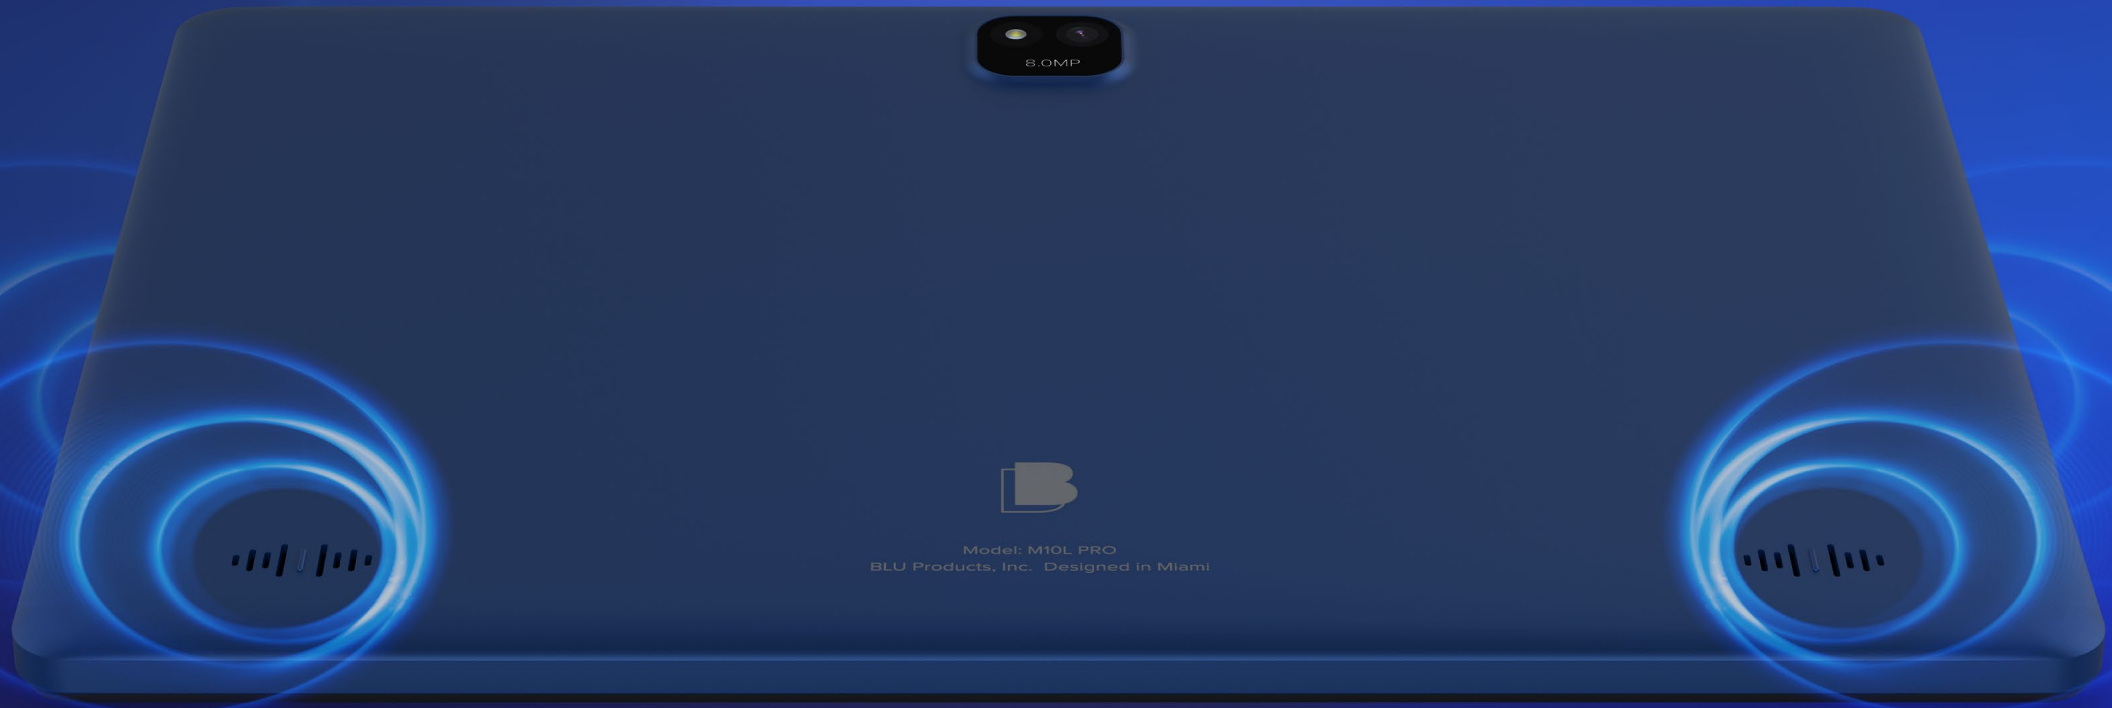 8.0MP
B
Model: M10L PRO
BLU Products, Inc. Designed in Miami